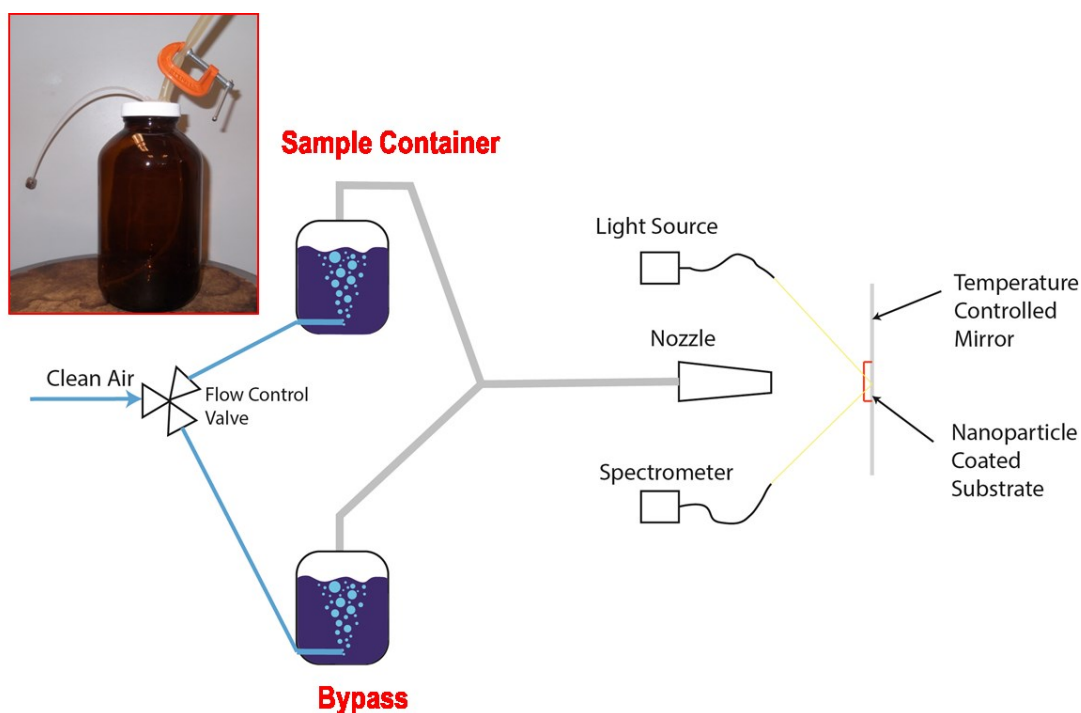 Sample Container
Light Source
Temperature
Controlled
Mirror
Nozzle
Clean Air
Flow Control
Valve
Nanoparticle
Coated
Substrate
Spectrometer
Bypass